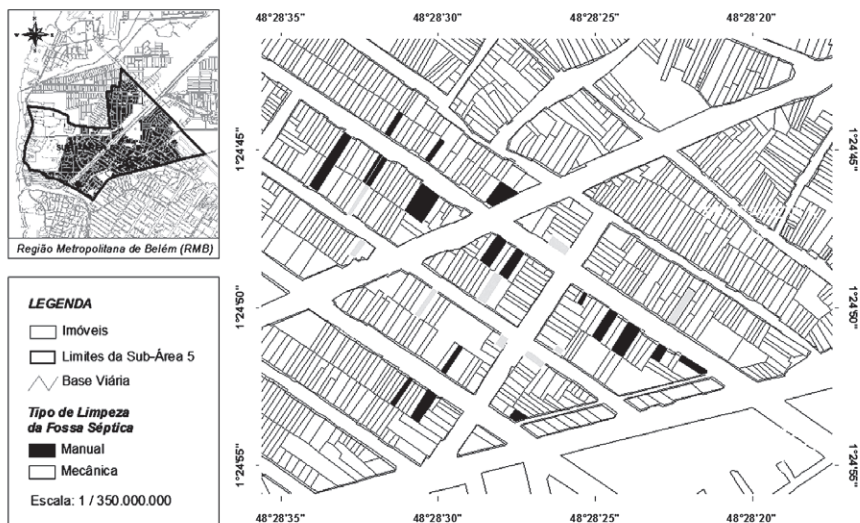 Região Metropolitana de Belém (RMB)
LEGENDA
Imóveis
Limites da Sub-Área 5
Base Viária
Tipo de Limpeza
da Fossa Séptica
Manual
Mecânica
Escala: 1 / 350.000.000
48°28'35" 48°28'30" 48°28'25" 48°28'20"
1°24'45" 1°24'45"
1°24'50" 1°24'50"
1°24'55" 1°24'55"
48°28'35" 48°28'30" 48°28'25" 48°28'20"